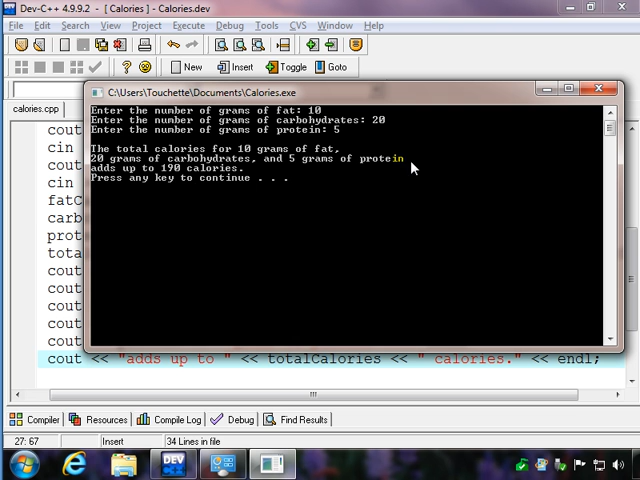 Dev-C++ 4.9.9.2 - [ Calories ] - Calories.dev
File Edit Search View Project Execute Debug Tools CVS Window Help
New Insert Toggle Goto
C:\Users\Touchette\Documents\Calories.exe
calories.cpp
Enter the number of grams of fat: 10
Enter the number of grams of carbohydrates: 20
Enter the number of grams of protein: 5
The total calories for 10 grams of fat,
20 grams of carbohydrates, and 5 grams of protein
adds up to 190 calories.
Press any key to continue . . .
cout
cin
cout
cin
fatC
carb
prot
tota
cout
cout
cout
cout
cout << "adds up to " << totalCalories << " calories." << endl;
Compiler Resources Compile Log Debug Find Results
27: 67 Insert 34 Lines in file
DEV